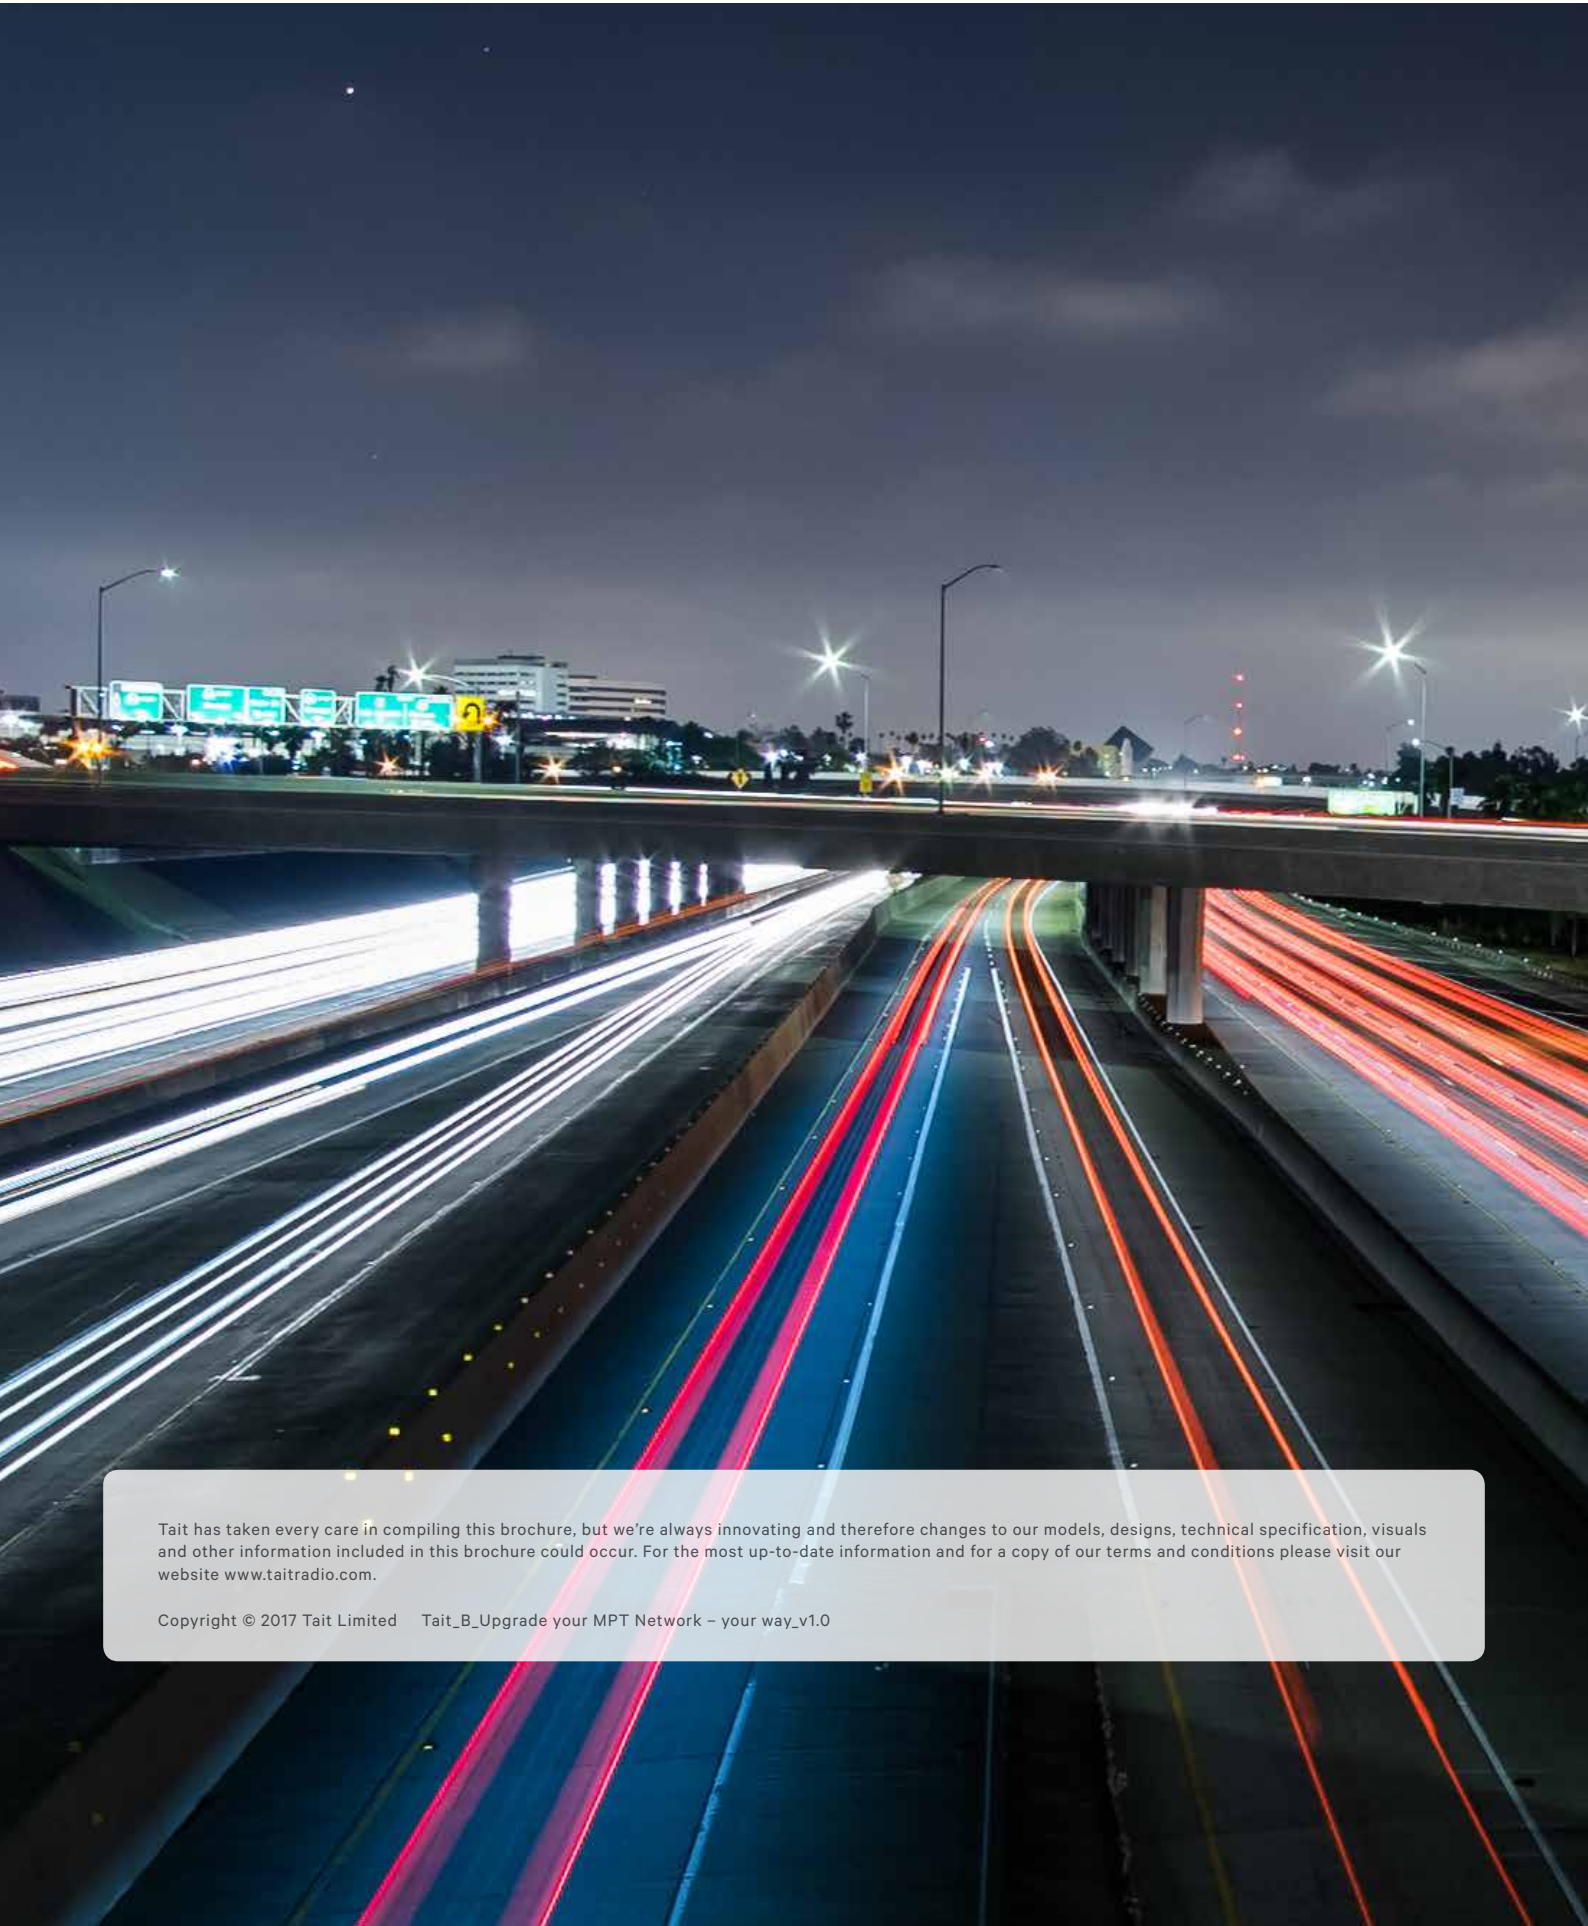 Tait has taken every care in compiling this brochure, but we’re always innovating and therefore changes to our models, designs, technical specification, visuals
and other information included in this brochure could occur. For the most up-to-date information and for a copy of our terms and conditions please visit our
website www.taitradio.com.
Copyright © 2017 Tait Limited Tait_B_Upgrade your MPT Network – your way_v1.0